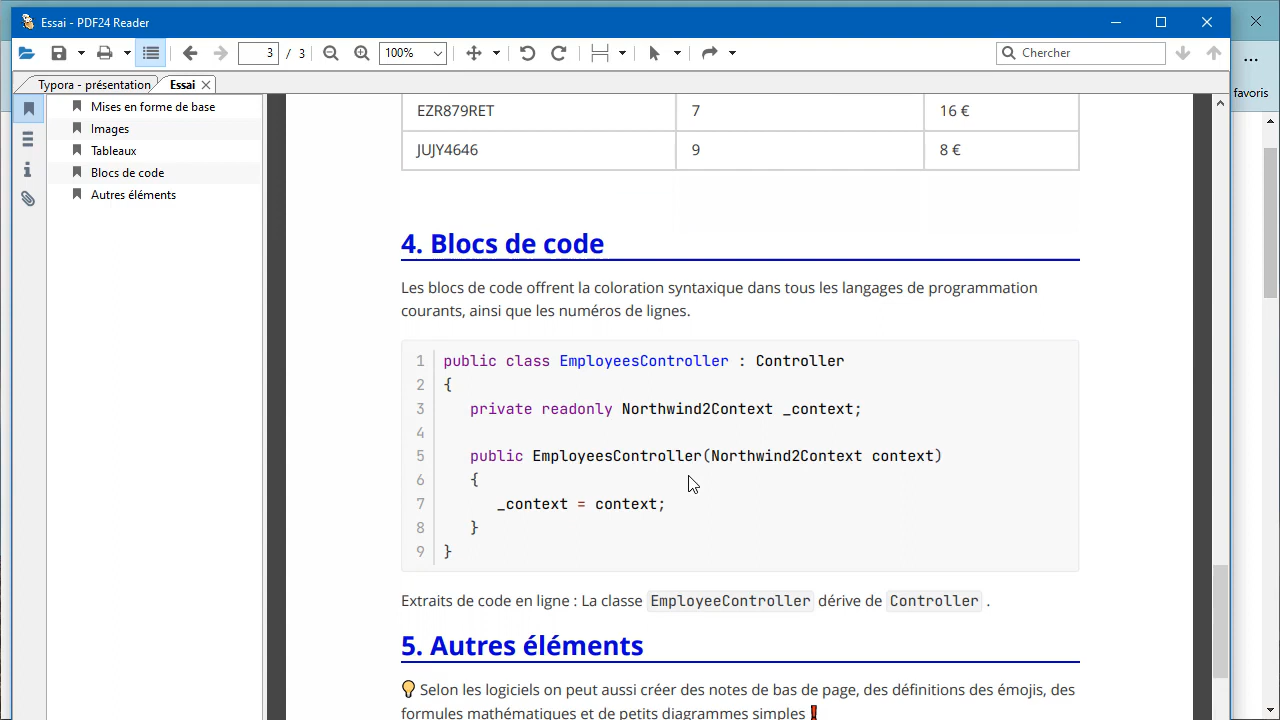 Essai - PDF24 Reader
3 / 3
100%
Chercher
Typora - présentation
Essai
favoris
Mises en forme de base
Images
Tableaux
Blocs de code
Autres éléments
EZR879RET 7 16 €
JUJY4646 9 8 €
4. Blocs de code
Les blocs de code offrent la coloration syntaxique dans tous les langages de programmation
courants, ainsi que les numéros de lignes.
1 public class EmployeesController : Controller
2 {
3 private readonly Northwind2Context _context;
4
5 public EmployeesController(Northwind2Context context)
6 {
7 _context = context;
8 }
9 }
Extraits de code en ligne : La classe EmployeeController dérive de Controller .
5. Autres éléments
💡 Selon les logiciels on peut aussi créer des notes de bas de page, des définitions des émojis, des
formules mathématiques et de petits diagrammes simples ❗